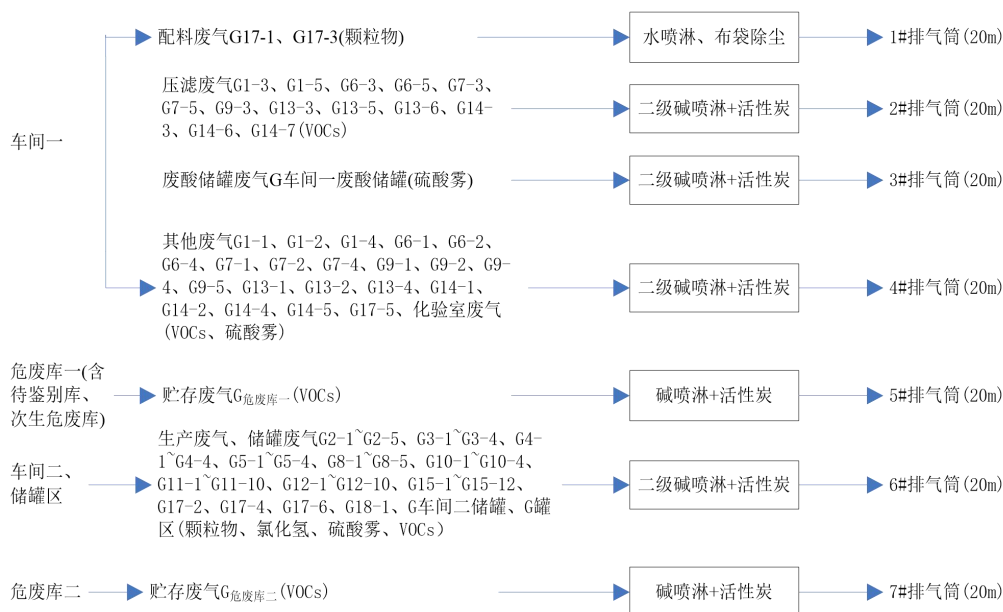 配料废气G17-1、G17-3(颗粒物)
水喷淋、布袋除尘
1#排气筒(20m)
压滤废气G1-3、G1-5、G6-3、G6-5、G7-3、
G7-5、G9-3、G13-3、G13-5、G13-6、G14-
3、G14-6、G14-7(VOCs)
二级碱喷淋+活性炭
2#排气筒(20m)
车间一
废酸储罐废气G车间一废酸储罐(硫酸雾)
二级碱喷淋+活性炭
3#排气筒(20m)
其他废气G1-1、G1-2、G1-4、G6-1、G6-2、
G6-4、G7-1、G7-2、G7-4、G9-1、G9-2、G9-
4、G9-5、G13-1、G13-2、G13-4、G14-1、
G14-2、G14-4、G14-5、G17-5、化验室废气
(VOCs、硫酸雾)
二级碱喷淋+活性炭
4#排气筒(20m)
危废库一(含
待鉴别库、
次生危废库)
贮存废气G危废库一(VOCs)
碱喷淋+活性炭
5#排气筒(20m)
车间二、
储罐区
生产废气、储罐废气G2-1~G2-5、G3-1~G3-4、G4-
1~G4-4、G5-1~G5-4、G8-1~G8-5、G10-1~G10-4、
G11-1~G11-10、G12-1~G12-10、G15-1~G15-12、
G17-2、G17-4、G17-6、G18-1、G车间二储罐、G罐
区(颗粒物、氯化氢、硫酸雾、VOCs)
二级碱喷淋+活性炭
6#排气筒(20m)
危废库二
贮存废气G危废库二(VOCs)
碱喷淋+活性炭
7#排气筒(20m)